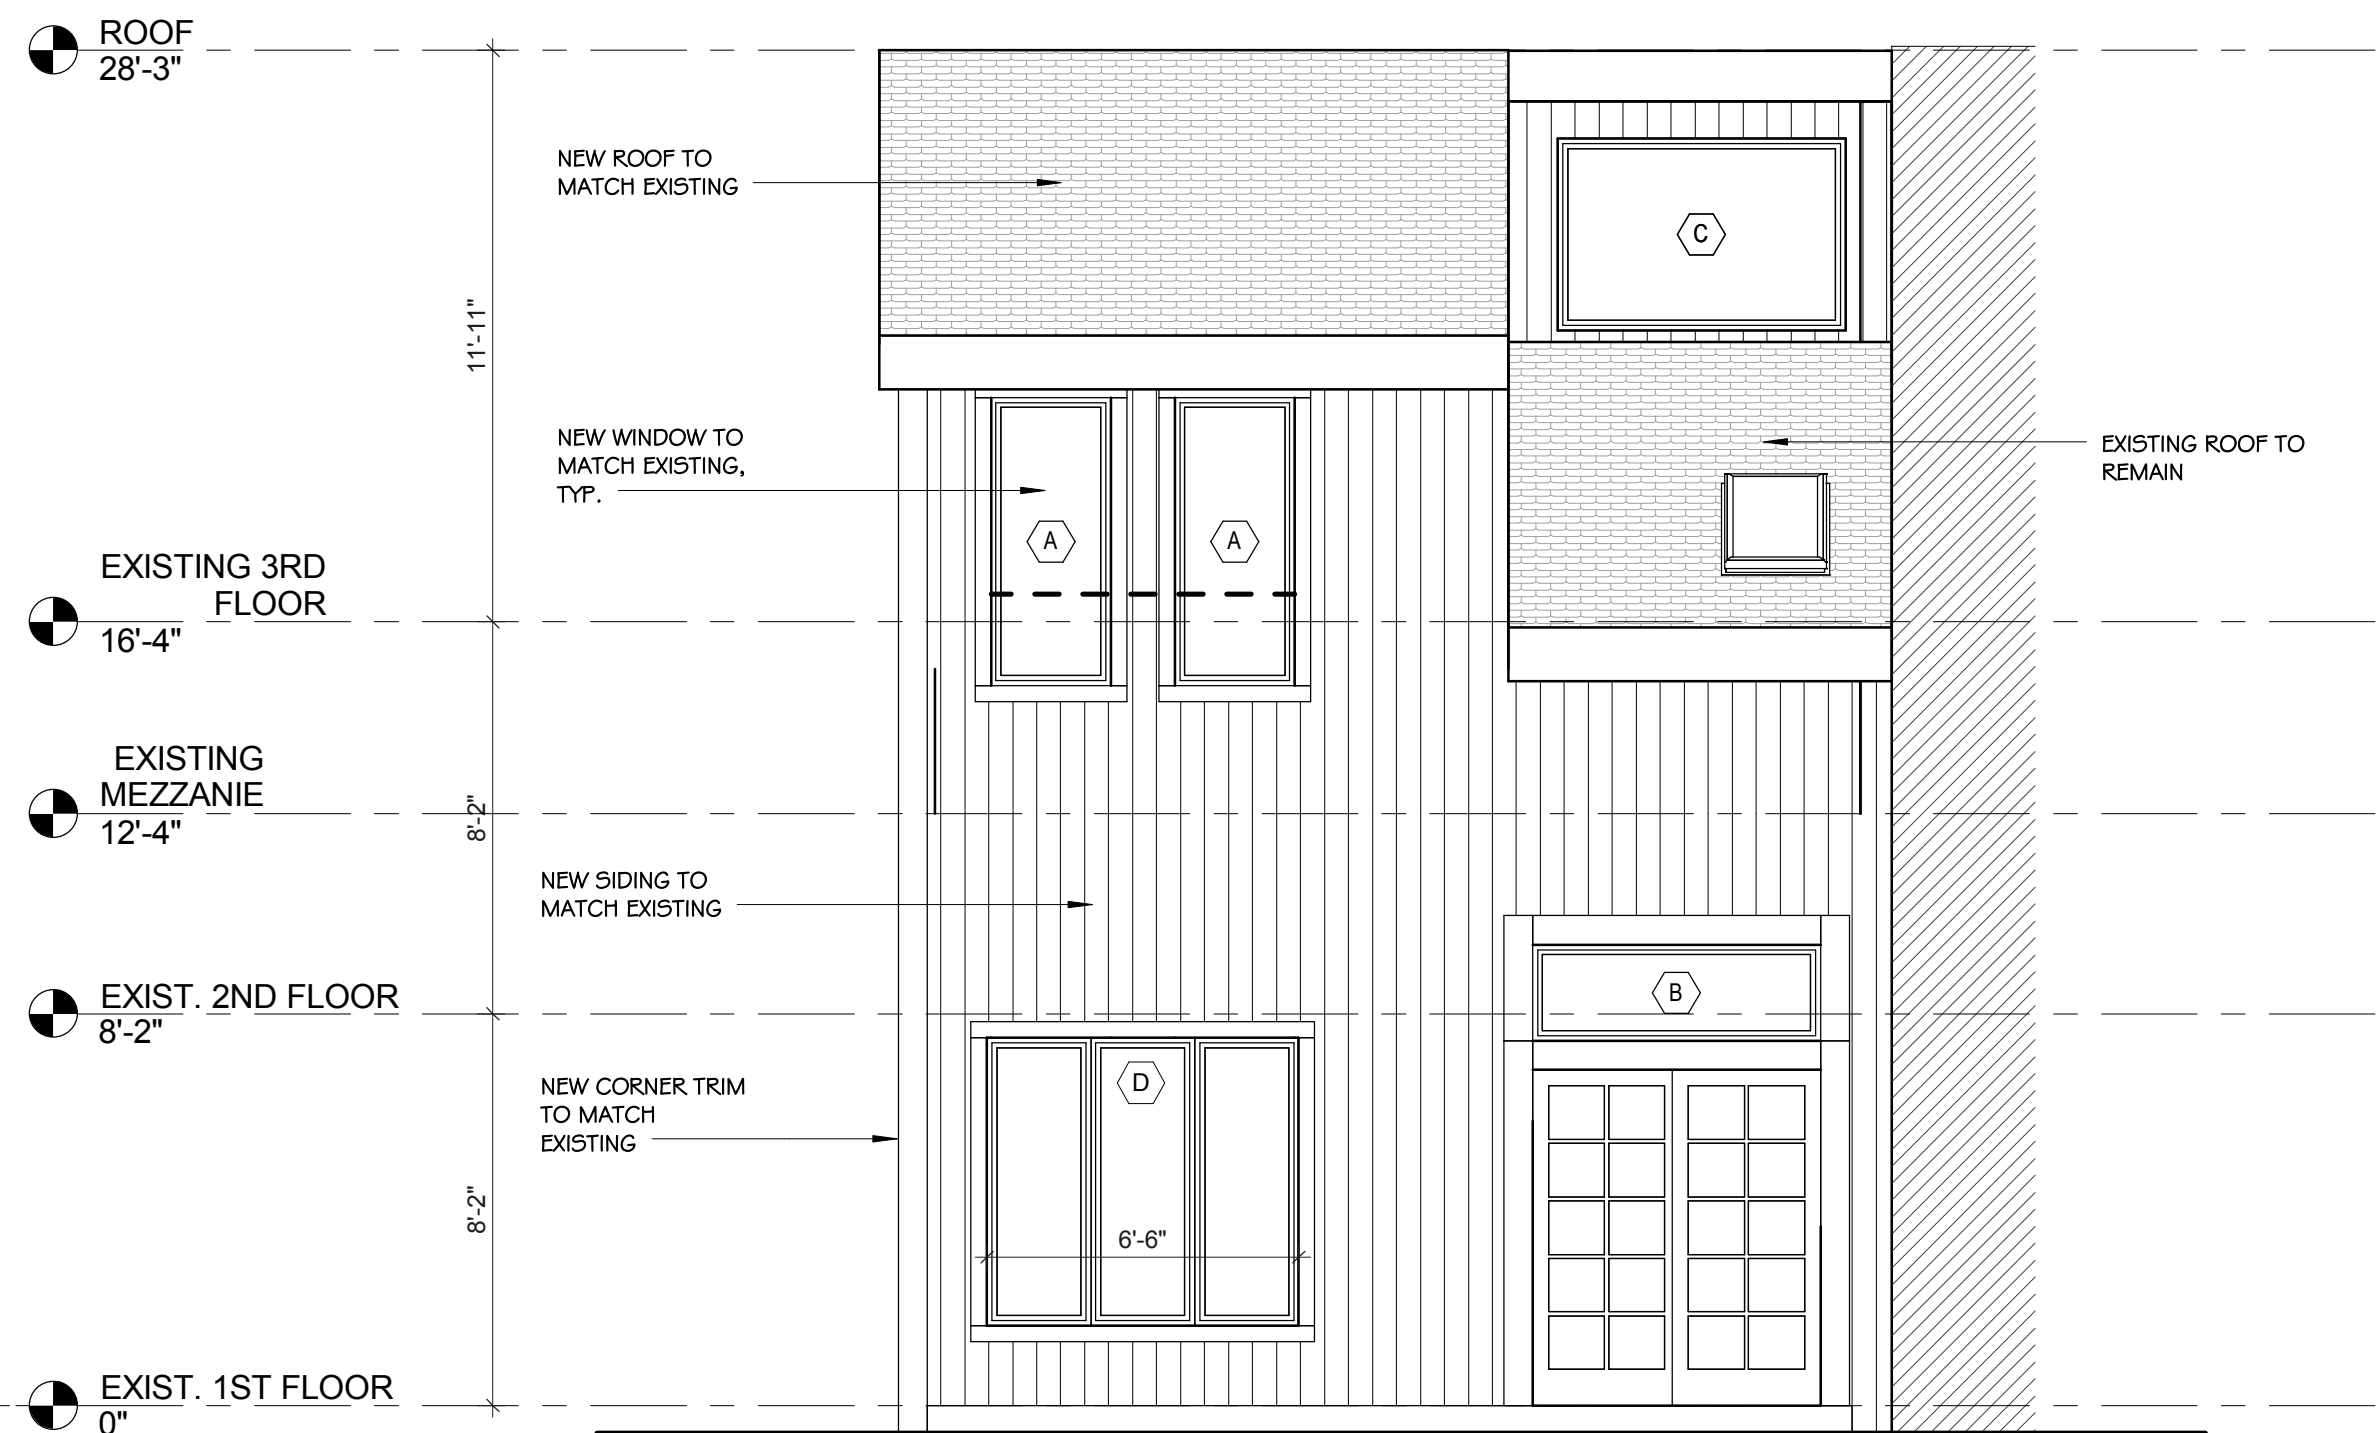 ROOF
28'-3"
NEW ROOF TO
MATCH EXISTING
C
11'-11"
NEW WINDOW TO
MATCH EXISTING,
TYP.
EXISTING ROOF TO
REMAIN
A
A
EXISTING 3RD
FLOOR
16'-4"
EXISTING
MEZZANIE
12'-4"
8'-2"
NEW SIDING TO
MATCH EXISTING
EXIST. 2ND FLOOR
8'-2"
B
NEW CORNER TRIM
TO MATCH
EXISTING
D
8'-2"
6'-6"
EXIST. 1ST FLOOR
0"